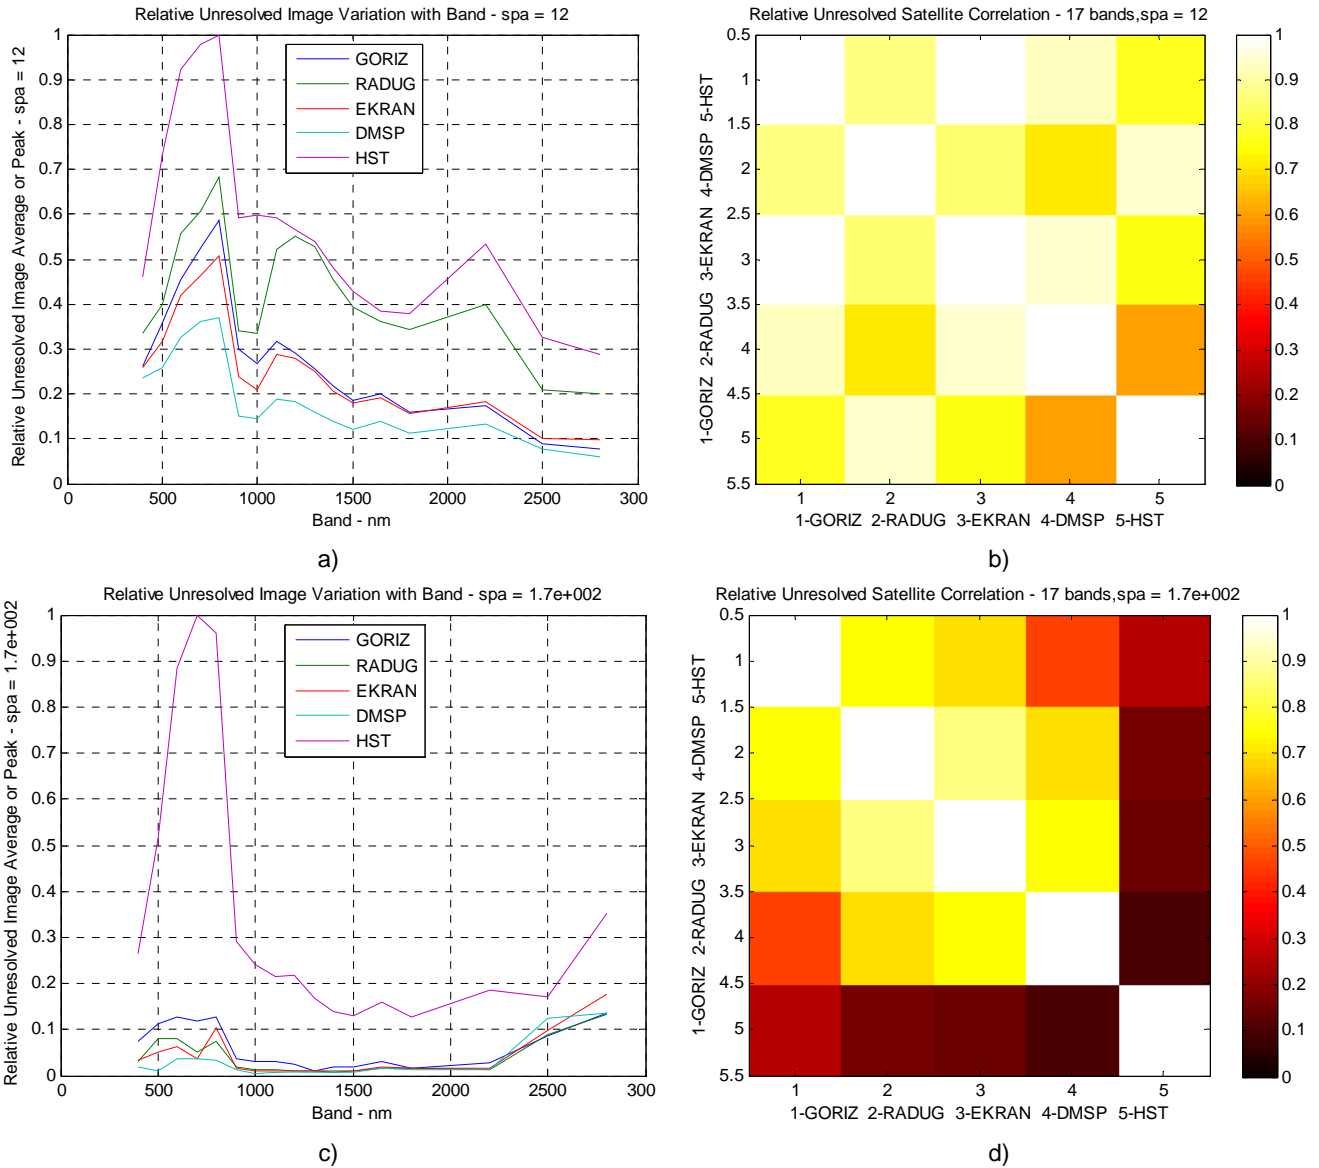 Relative Unresolved Image Variation with Band - spa = 12
Relative Unresolved Image Average or Peak - spa = 12
1
0.9
0.8
0.7
0.6
0.5
0.4
0.3
0.2
0.1
0
GORIZ
RADUG
EKRAN
DMSP
HST
0 500 1000 1500 2000 2500 300
Band - nm
a)
Relative Unresolved Satellite Correlation - 17 bands,spa = 12
1-GORIZ 2-RADUG 3-EKRAN 4-DMSP 5-HST
0.5
1
1.5
2
2.5
3
3.5
4
4.5
5
5.5
1 2 3 4 5
1-GORIZ 2-RADUG 3-EKRAN 4-DMSP 5-HST
1
0.9
0.8
0.7
0.6
0.5
0.4
0.3
0.2
0.1
0
b)
Relative Unresolved Image Variation with Band - spa = 1.7e+002
Relative Unresolved Image Average or Peak - spa = 1.7e+002
1
0.9
0.8
0.7
0.6
0.5
0.4
0.3
0.2
0.1
0
GORIZ
RADUG
EKRAN
DMSP
HST
0 500 1000 1500 2000 2500 300
Band - nm
c)
Relative Unresolved Satellite Correlation - 17 bands,spa = 1.7e+002
1-GORIZ 2-RADUG 3-EKRAN 4-DMSP 5-HST
0.5
1
1.5
2
2.5
3
3.5
4
4.5
5
5.5
1 2 3 4 5
1-GORIZ 2-RADUG 3-EKRAN 4-DMSP 5-HST
1
0.9
0.8
0.7
0.6
0.5
0.4
0.3
0.2
0.1
0
d)